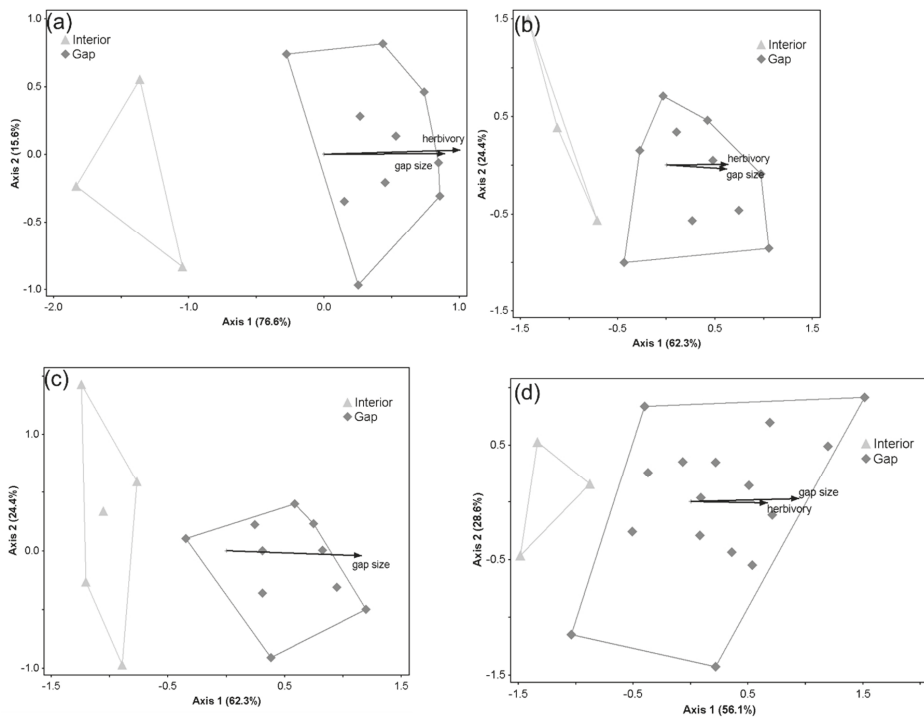 (a)
Interior
Gap
1.0
0.5
0.0
-0.5
-1.0
Axis 2 (15.6%)
herbivory
gap size
-2.0 -1.0 0.0 1.0
Axis 1 (76.6%)
(b)
Interior
Gap
1.5
0.5
-0.5
-1.5
Axis 2 (24.4%)
herbivory
gap size
-1.5 -0.5 0.5 1.5
Axis 1 (62.3%)
(c)
Interior
Gap
1.0
0.0
-1.0
Axis 2 (24.4%)
gap size
-1.5 -0.5 0.5 1.5
Axis 1 (62.3%)
(d)
Interior
Gap
0.5
-0.5
-1.5
Axis 2 (28.6%)
gap size
herbivory
-1.5 -0.5 0.5 1.5
Axis 1 (56.1%)